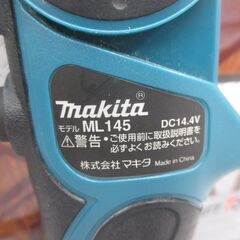 makita®
モデル ML145 DC14.4V
⚠警告・ご使用前に取扱説明書を
必ずよくお読みください。
株式会社 マキタ Made in China